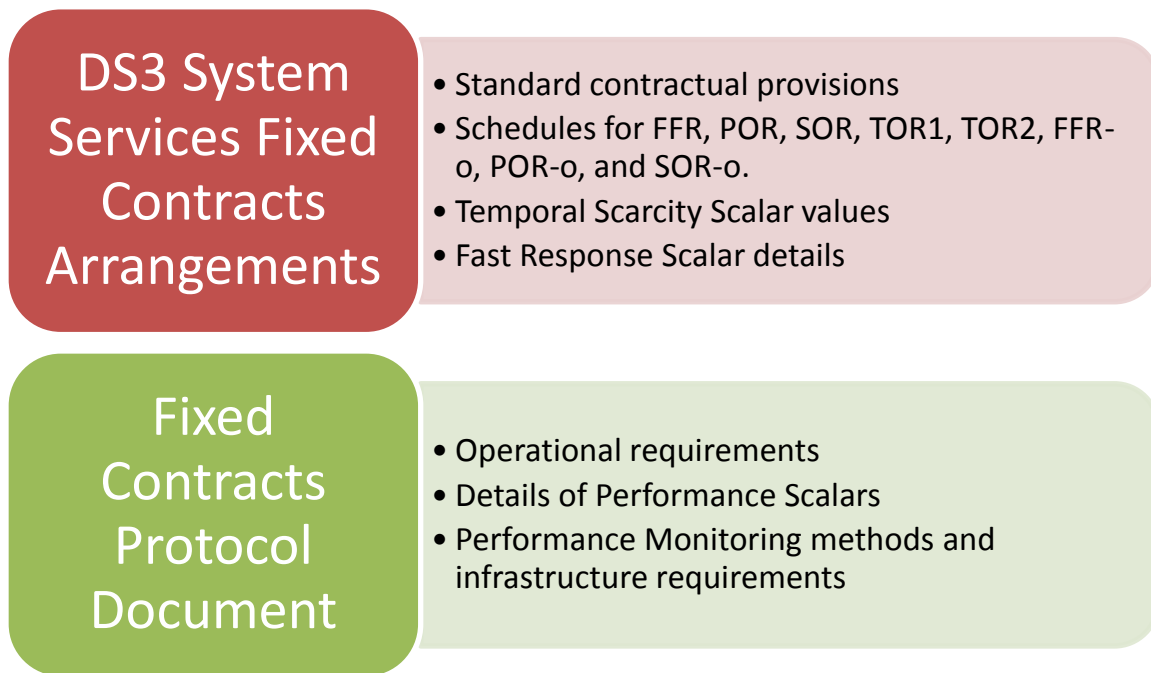 DS3 System
Services Fixed
Contracts
Arrangements
• Standard contractual provisions
• Schedules for FFR, POR, SOR, TOR1, TOR2, FFR-
o, POR-o, and SOR-o.
• Temporal Scarcity Scalar values
• Fast Response Scalar details
Fixed
Contracts
Protocol
Document
• Operational requirements
• Details of Performance Scalars
• Performance Monitoring methods and
infrastructure requirements